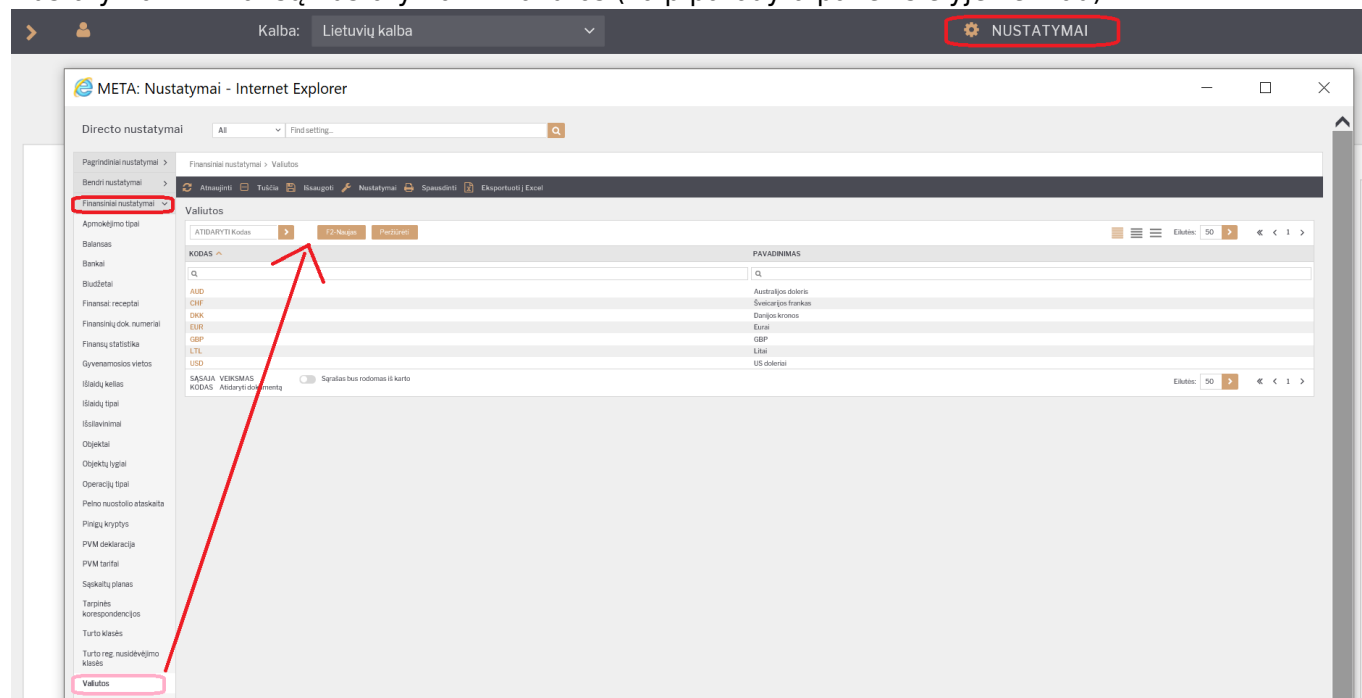 Kalba: Lietuvių kalba NUSTATYMAI
META: Nustatymai - Internet Explorer
Directo nustatymai All Find setting...
Pagrindiniai nustatymai >
Bendri nustatymai >
Finansiniai nustatymai
Apmokėjimo tipai
Balansas
Bankai
Biudžetai
Finansai: receptai
Finansinių dok. numeriai
Finansų statistika
Gyvenamosios vietos
Išlaidų kelias
Išlaidų tipai
Išsilavinimai
Objektai
Objektų lygiai
Operacijų tipai
Pelno nuostolio ataskaita
Pinigų kryptys
PVM deklaracija
PVM tarifai
Sąskaitų planas
Tarpinės
korespondencijos
Turto klasės
Turto reg. nusidėvėjimo
klasės
Valiutos
Finansiniai nustatymai > Valiutos
Atnaujinti Tuščia Išsaugoti Nustatymai Spausdinti Eksportuoti į Excel
Valiutos
ATIDARYTI Kodas F2-Naujas Peržiūrėti Eilutės: 50 « < 1 >
KODAS PAVADINIMAS
AUD Australijos doleris
CHF Šveicarijos frankas
DKK Danijos kronos
EUR Eurai
GBP GBP
LTL Litai
USD US doleriai
SĄSAJA VEIKSMAS Sąrašas bus rodomas iš karto
KODAS Atidaryti dokumentą Eilutės: 50 « < 1 >